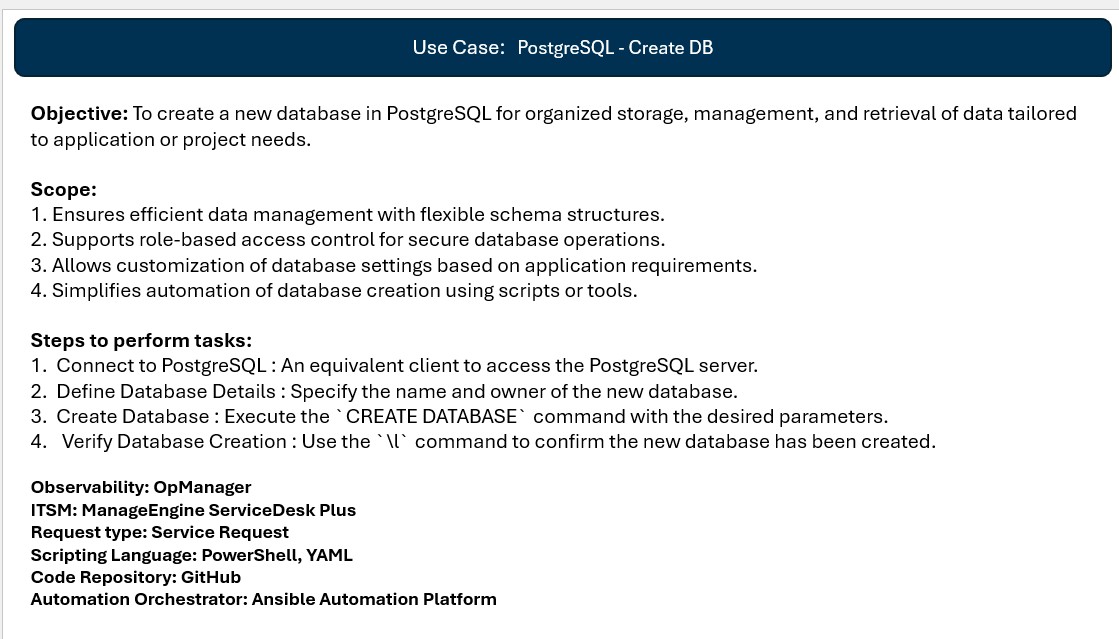 Use Case: PostgreSQL - Create DB
Objective: To create a new database in PostgreSQL for organized storage, management, and retrieval of data tailored
to application or project needs.
Scope:
1. Ensures efficient data management with flexible schema structures.
2. Supports role-based access control for secure database operations.
3. Allows customization of database settings based on application requirements.
4. Simplifies automation of database creation using scripts or tools.
Steps to perform tasks:
1. Connect to PostgreSQL : An equivalent client to access the PostgreSQL server.
2. Define Database Details : Specify the name and owner of the new database.
3. Create Database : Execute the `CREATE DATABASE` command with the desired parameters.
4. Verify Database Creation : Use the `\l` command to confirm the new database has been created.
Observability: OpManager
ITSM: ManageEngine ServiceDesk Plus
Request type: Service Request
Scripting Language: PowerShell, YAML
Code Repository: GitHub
Automation Orchestrator: Ansible Automation Platform